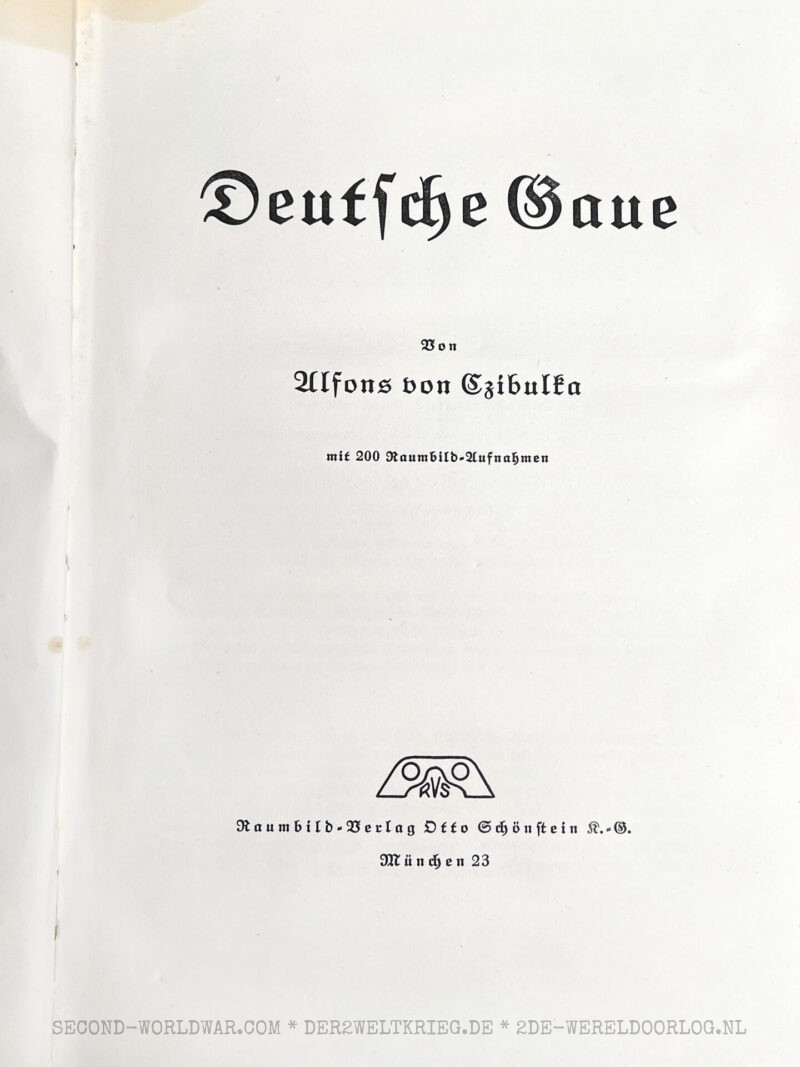 Deutſche Gaue
Von
Alfons von Czibulka
mit 200 Raumbild-Aufnahmen
RVS
Raumbild-Verlag Otto Schönſtein K.-G.
München 23
SECOND-WORLDWAR.COM * DER2WELTKRIEG.DE * 2DE-WERELDOORLOG.NL